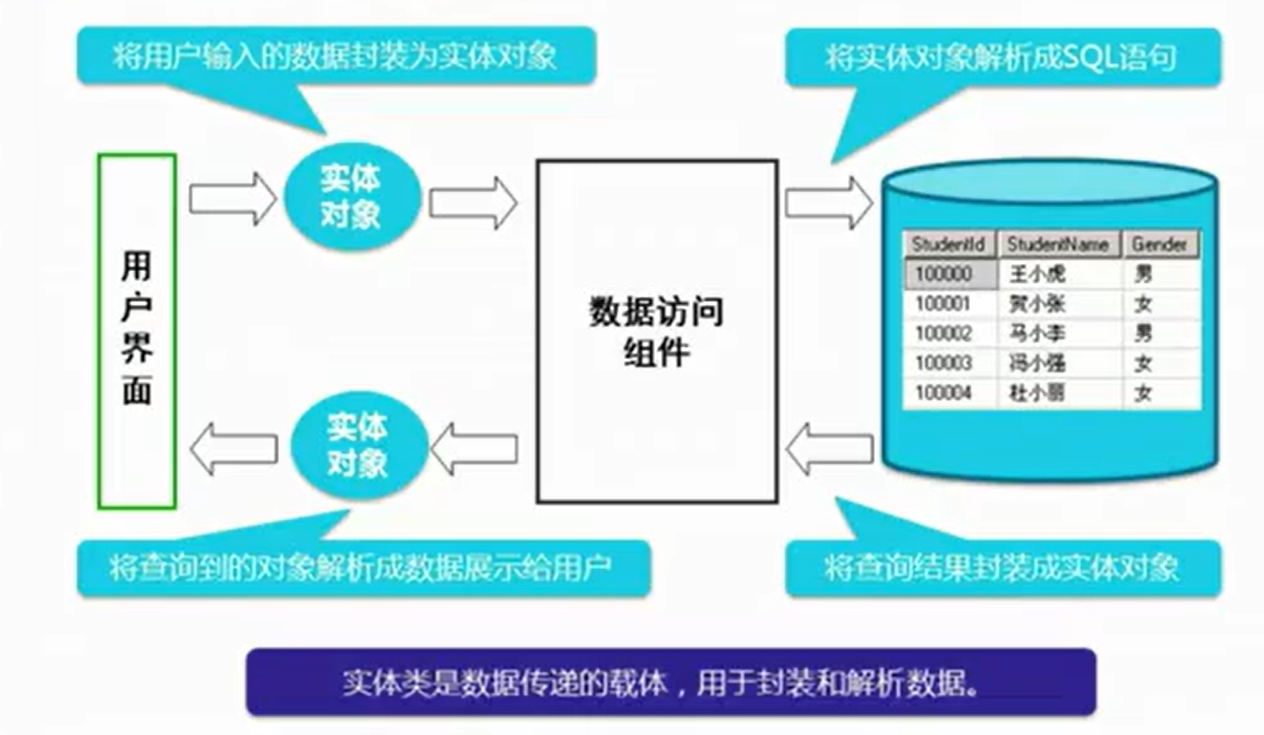 将用户输入的数据封装为实体对象
将实体对象解析成SQL语句
用
户
界
面
实体
对象
数据访问
组件
StudentId StudentName Gender
100000 王小虎 男
100001 贺小张 女
100002 马小李 男
100003 冯小强 女
100004 杜小丽 女
实体
对象
将查询到的对象解析成数据展示给用户
将查询结果封装成实体对象
实体类是数据传递的载体，用于封装和解析数据。